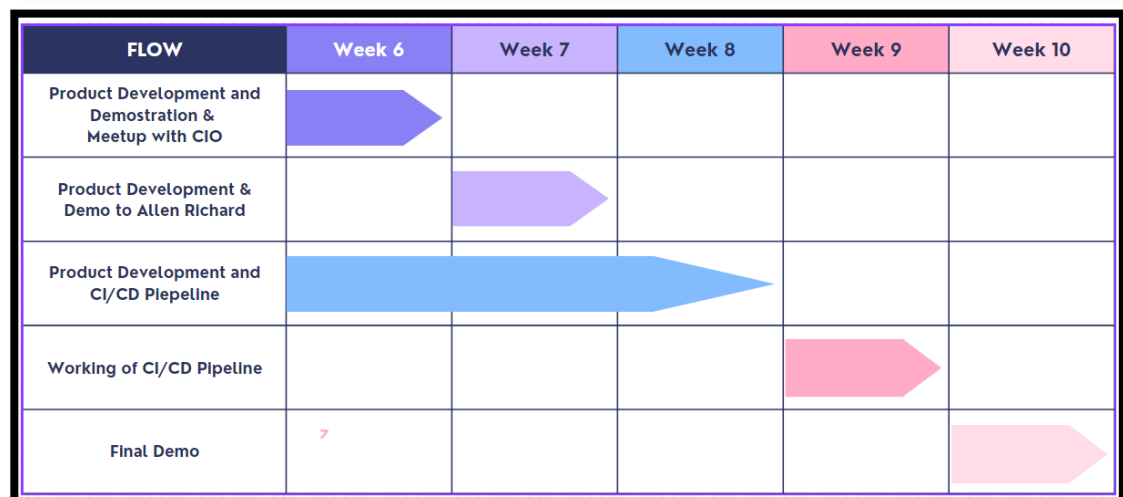 FLOW Week 6 Week 7 Week 8 Week 9 Week 10
Product Development and
Demostration &
Meetup with CIO
Product Development &
Demo to Allen Richard
Product Development and
CI/CD Piepeline
Working of CI/CD Pipeline
Final Demo
7